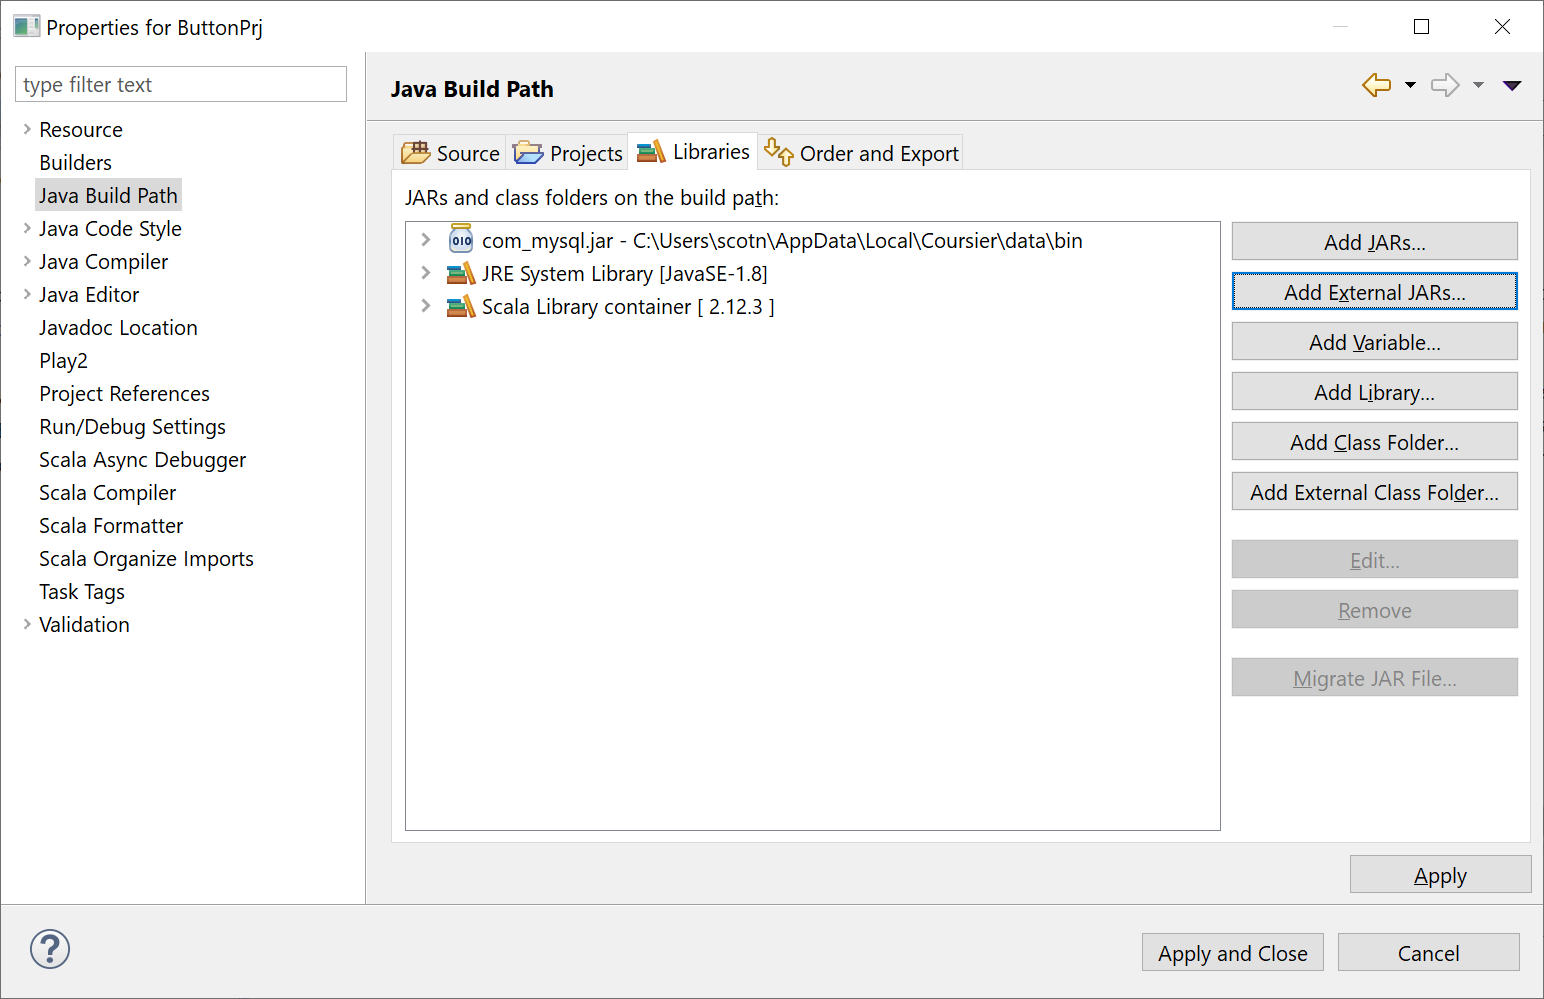 Properties for ButtonPrj
type filter text
Resource
Builders
Java Build Path
Java Code Style
Java Compiler
Java Editor
Javadoc Location
Play2
Project References
Run/Debug Settings
Scala Async Debugger
Scala Compiler
Scala Formatter
Scala Organize Imports
Task Tags
Validation
Java Build Path
Source Projects Libraries Order and Export
JARs and class folders on the build path:
com_mysql.jar - C:\Users\scotn\AppData\Local\Coursier\data\bin
JRE System Library [JavaSE-1.8]
Scala Library container [ 2.12.3 ]
Add JARs...
Add External JARs...
Add Variable...
Add Library...
Add Class Folder...
Add External Class Folder...
Edit...
Remove
Migrate JAR File...
Apply
?
Apply and Close Cancel